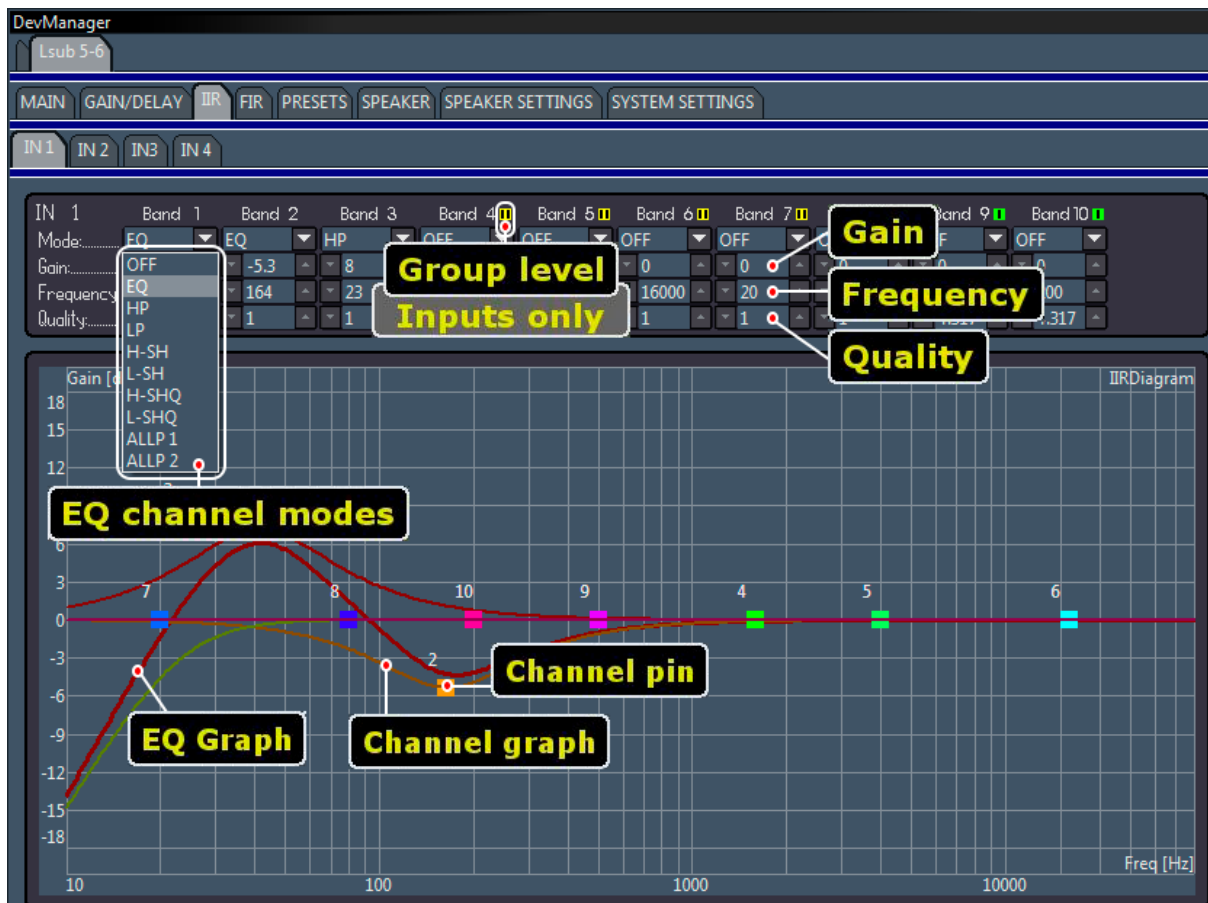 DevManager
Lsub 5-6
MAIN GAIN/DELAY IIR FIR PRESETS SPEAKER SPEAKER SETTINGS SYSTEM SETTINGS
IN 1 IN 2 IN3 IN 4
IN 1 Band 1 Band 2 Band 3 Band 4 Band 5 Band 6 Band 7 Band 9 Band 10
Mode: EQ EQ HP OFF OFF OFF OFF OFF
Gain: -5.3 8 0 0 0 0
Frequency 164 23 16000 20
Quality: 1 1 1 1 1
OFF
EQ
HP
LP
H-SH
L-SH
H-SHQ
L-SHQ
ALLP 1
ALLP 2
Group level
Inputs only
Gain
Frequency
Quality
Gain [d
IIRDiagram
18
15
12
EQ channel modes
6
3
0
-3
-6
-9
-12
-15
-18
7 8 10 9 4 5 6
2
Channel pin
EQ Graph
Channel graph
Freq [Hz]
10 100 1000 10000